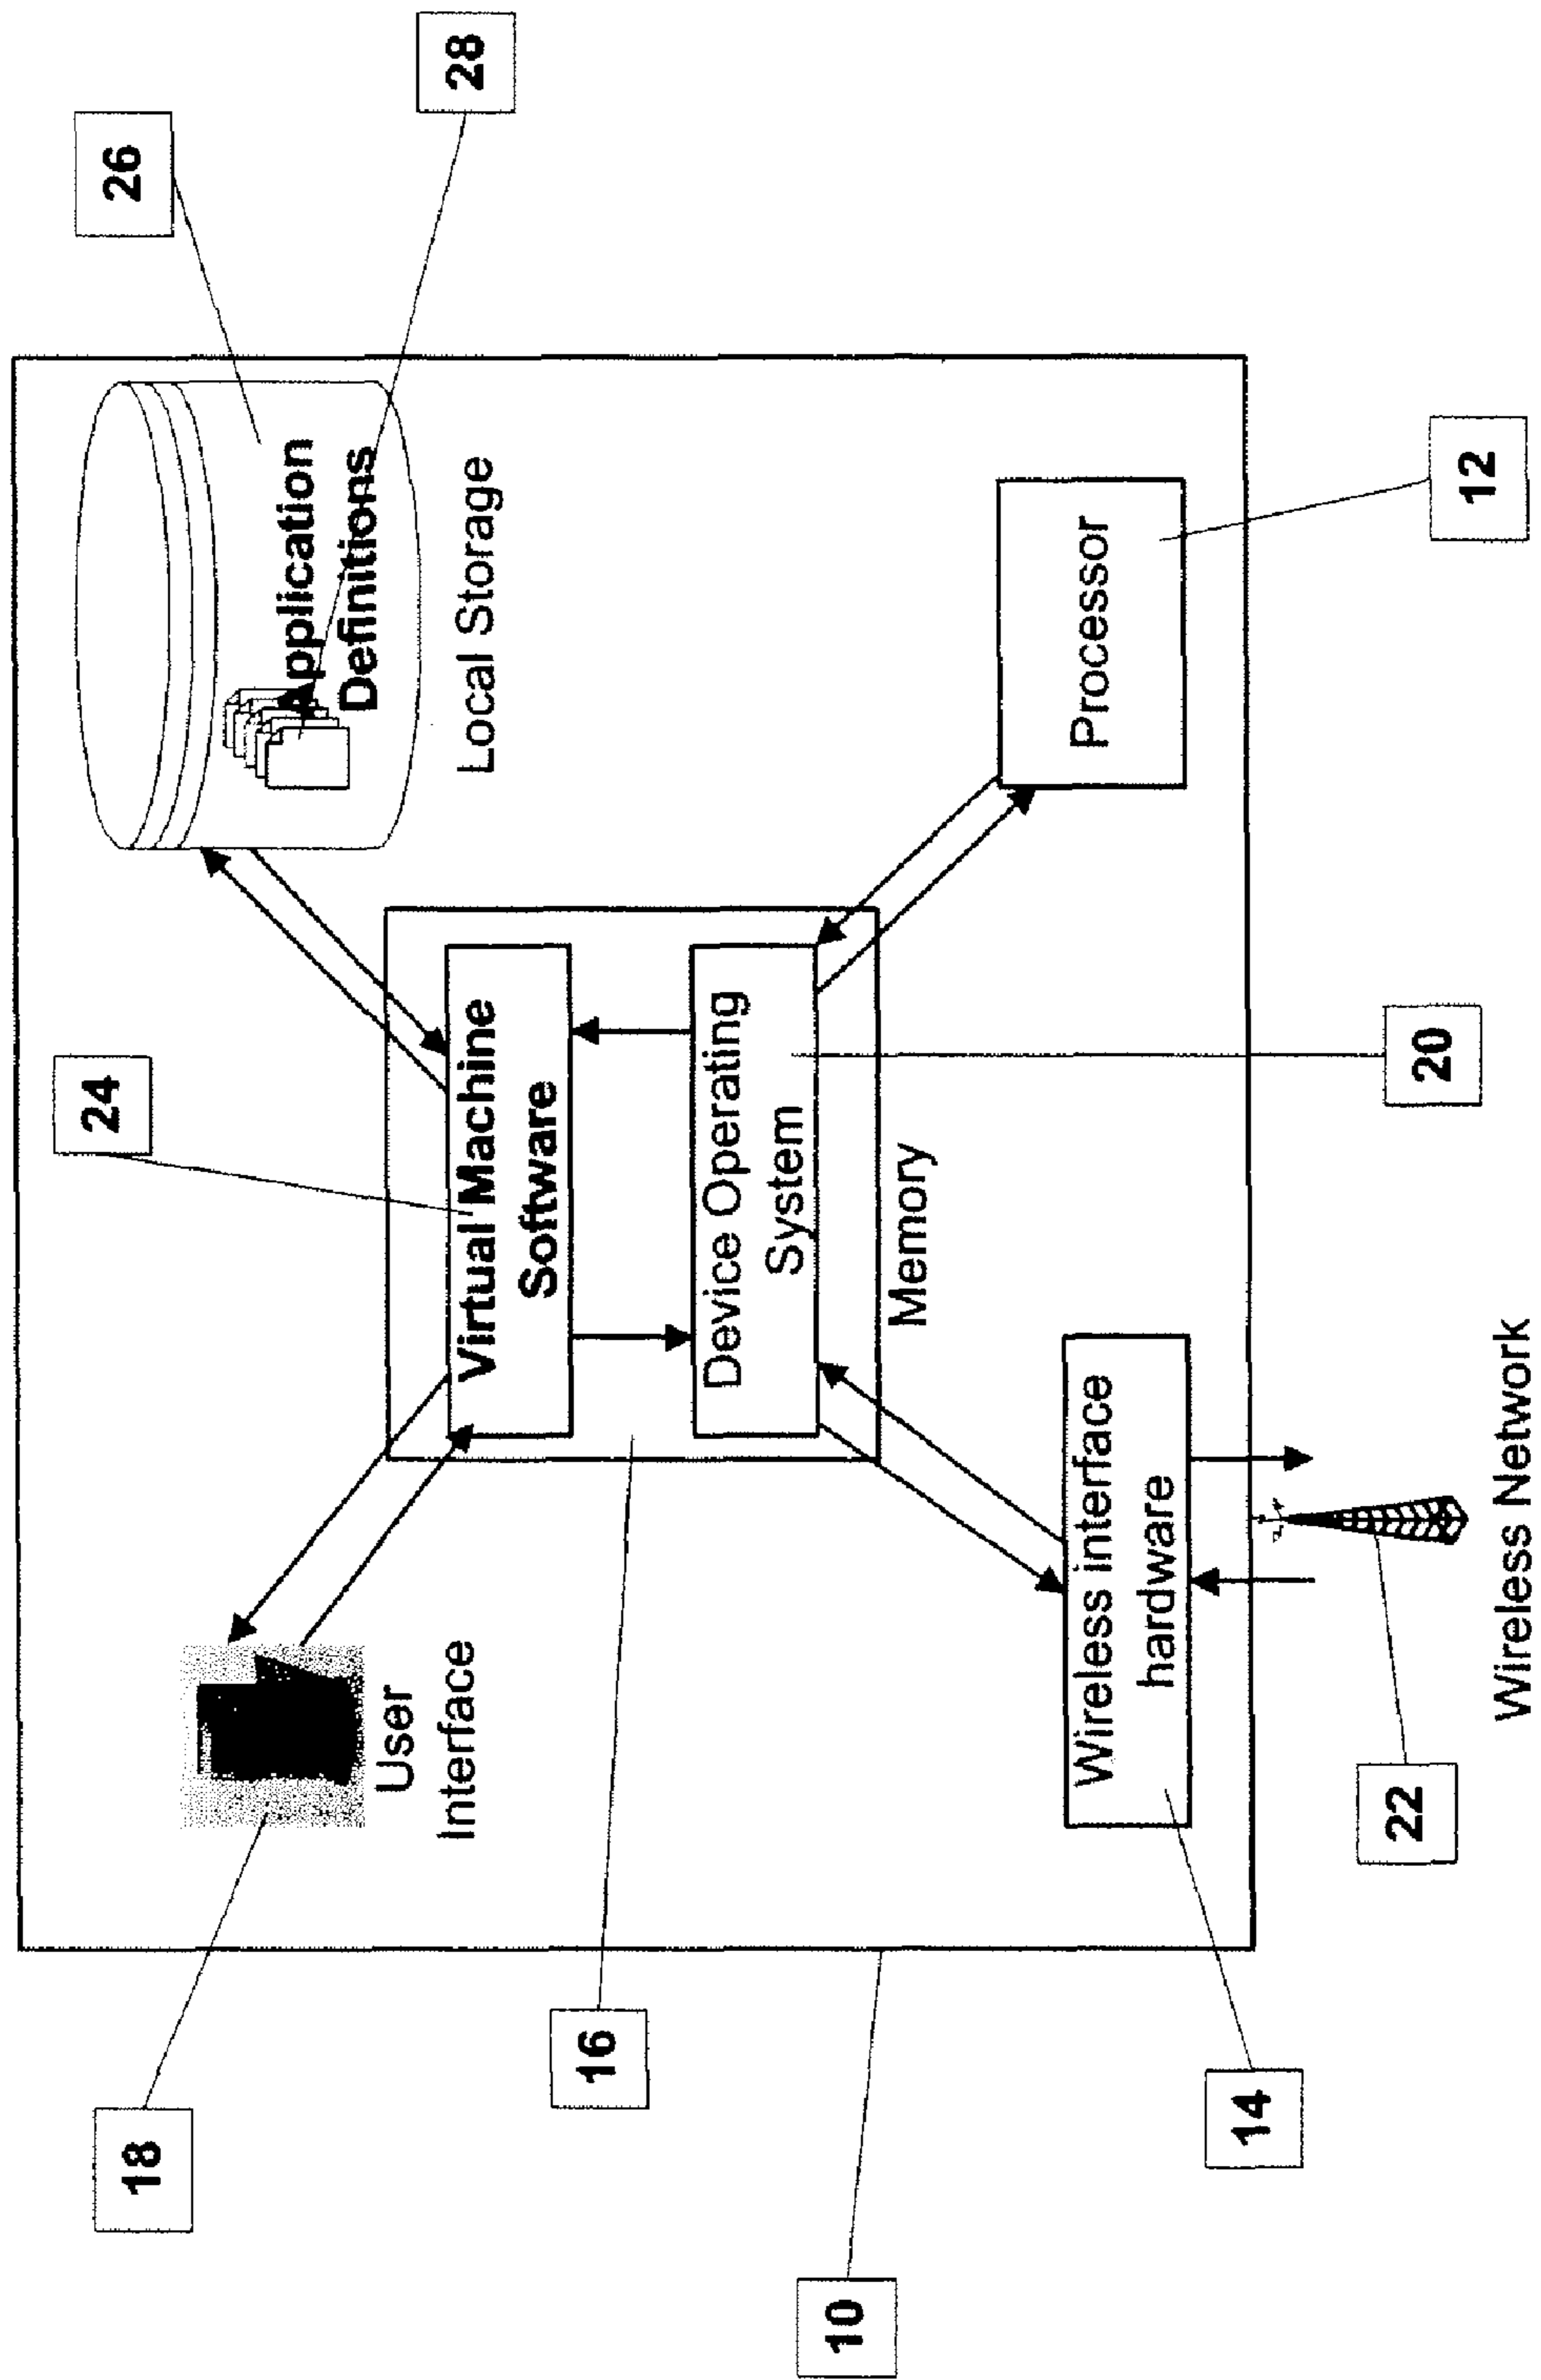 18
24
26
28
Application
Definitions
User
Interface
Local Storage
Virtual Machine
Software
16
Device Operating
System
Memory
10
Wireless interface
hardware
Processor
14
22
20
12
Wireless Network